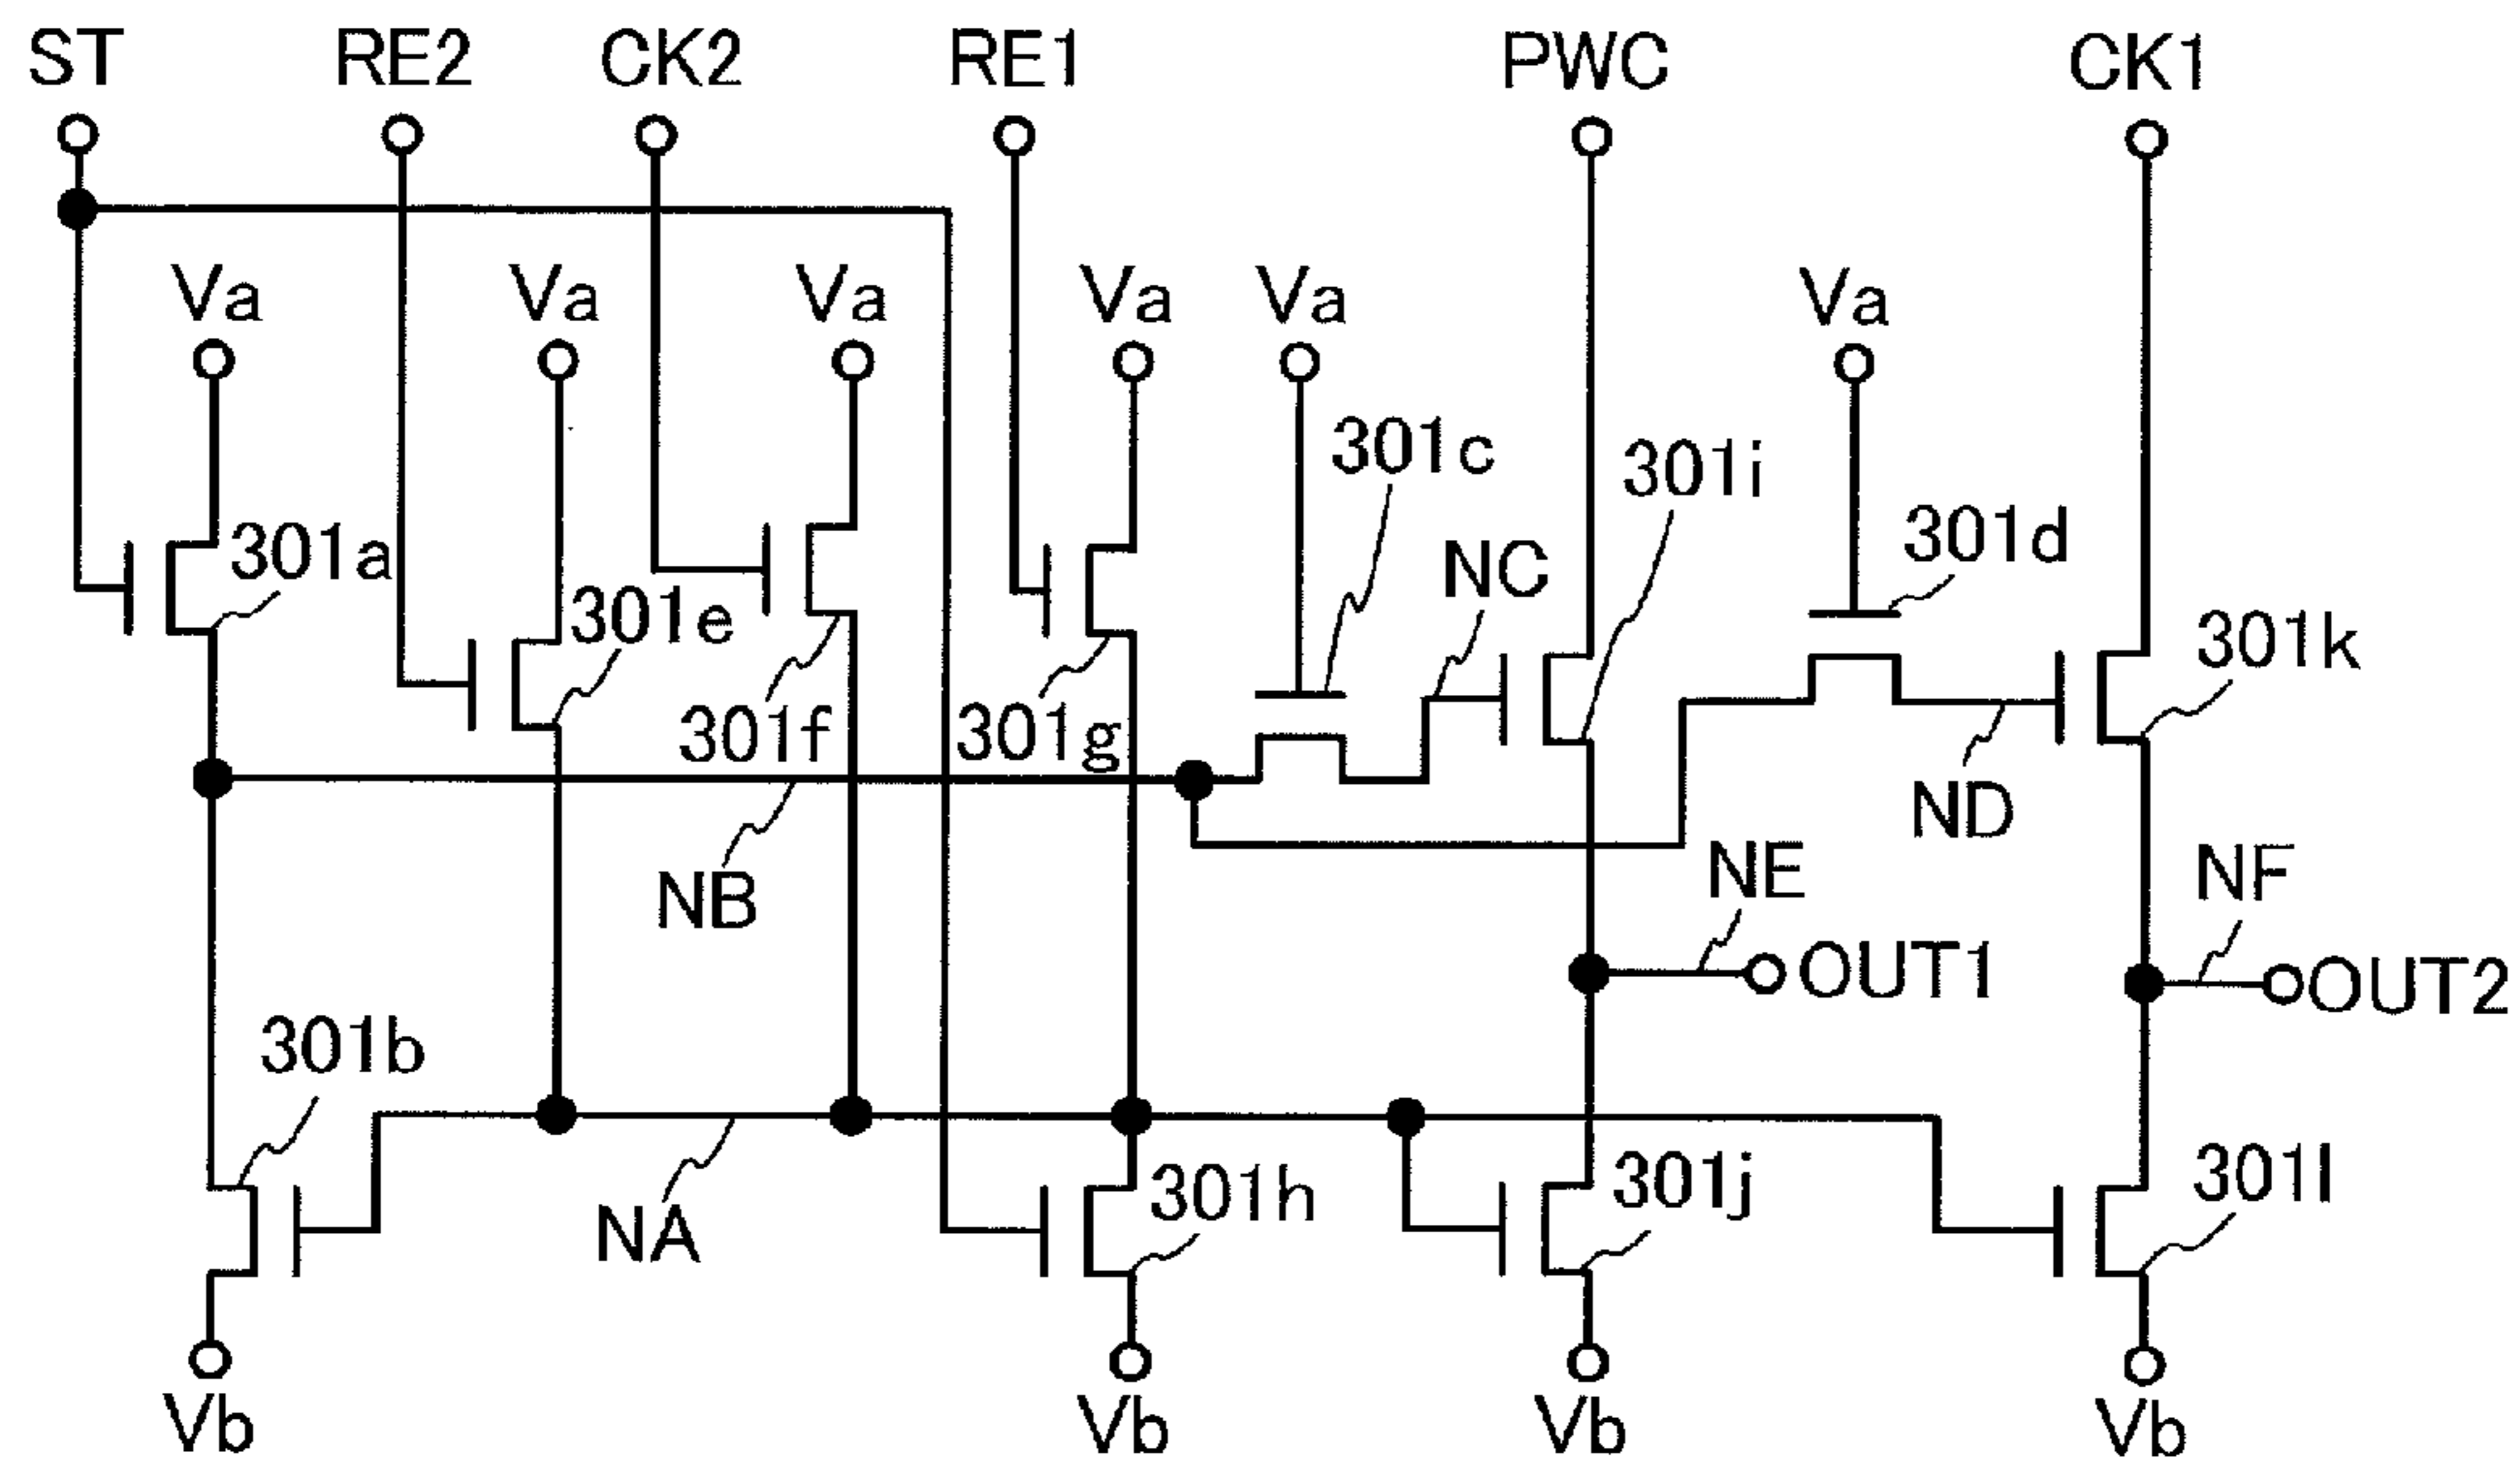 ST RE2 CK2 RE1 PWC CK1
Va Va Va Va Va Va
301c 301i
301a 301e NC 301d
301k
301f 301g
NB ND
NE NF
OUT1 OUT2
301b
NA 301h 301j 301l
Vb Vb Vb Vb